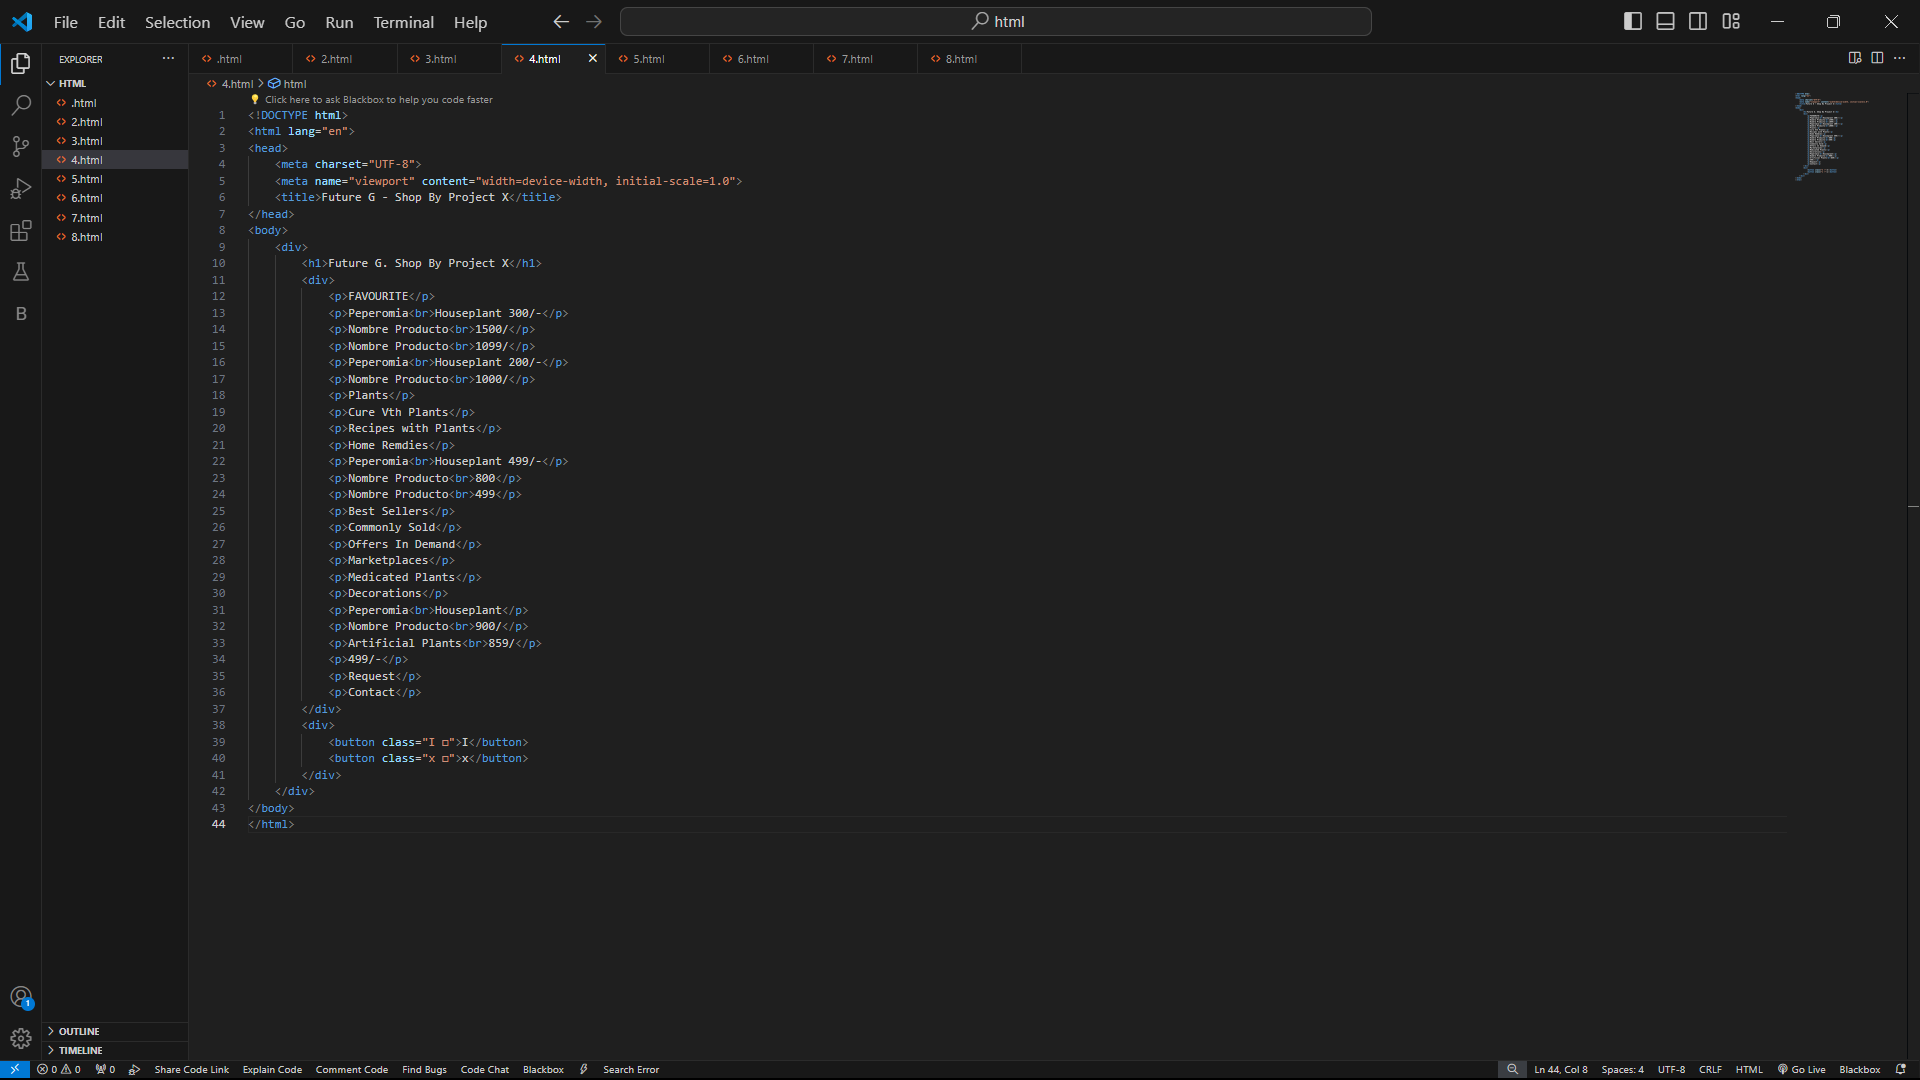 File Edit Selection View Go Run Terminal Help
html
EXPLORER
HTML
.html
2.html
3.html
4.html
5.html
6.html
7.html
8.html
OUTLINE
TIMELINE
.html 2.html 3.html 4.html 5.html 6.html 7.html 8.html
4.html > html
Click here to ask Blackbox to help you code faster
1 <!DOCTYPE html>
2 <html lang="en">
3 <head>
4 <meta charset="UTF-8">
5 <meta name="viewport" content="width=device-width, initial-scale=1.0">
6 <title>Future G - Shop By Project X</title>
7 </head>
8 <body>
9 <div>
10 <h1>Future G. Shop By Project X</h1>
11 <div>
12 <p>FAVOURITE</p>
13 <p>Peperomia<br>Houseplant 300/-</p>
14 <p>Nombre Producto<br>1500/</p>
15 <p>Nombre Producto<br>1099/</p>
16 <p>Peperomia<br>Houseplant 200/-</p>
17 <p>Nombre Producto<br>1000/</p>
18 <p>Plants</p>
19 <p>Cure Vth Plants</p>
20 <p>Recipes with Plants</p>
21 <p>Home Remdies</p>
22 <p>Peperomia<br>Houseplant 499/-</p>
23 <p>Nombre Producto<br>800</p>
24 <p>Nombre Producto<br>499</p>
25 <p>Best Sellers</p>
26 <p>Commonly Sold</p>
27 <p>Offers In Demand</p>
28 <p>Marketplaces</p>
29 <p>Medicated Plants</p>
30 <p>Decorations</p>
31 <p>Peperomia<br>Houseplant</p>
32 <p>Nombre Producto<br>900/</p>
33 <p>Artificial Plants<br>859/</p>
34 <p>499/-</p>
35 <p>Request</p>
36 <p>Contact</p>
37 </div>
38 <div>
39 <button class="I ◻">I</button>
40 <button class="x ◻">x</button>
41 </div>
42 </div>
43 </body>
44 </html>
B
1
0 0 0 Share Code Link Explain Code Comment Code Find Bugs Code Chat Blackbox Search Error Ln 44, Col 8 Spaces: 4 UTF-8 CRLF HTML Go Live Blackbox